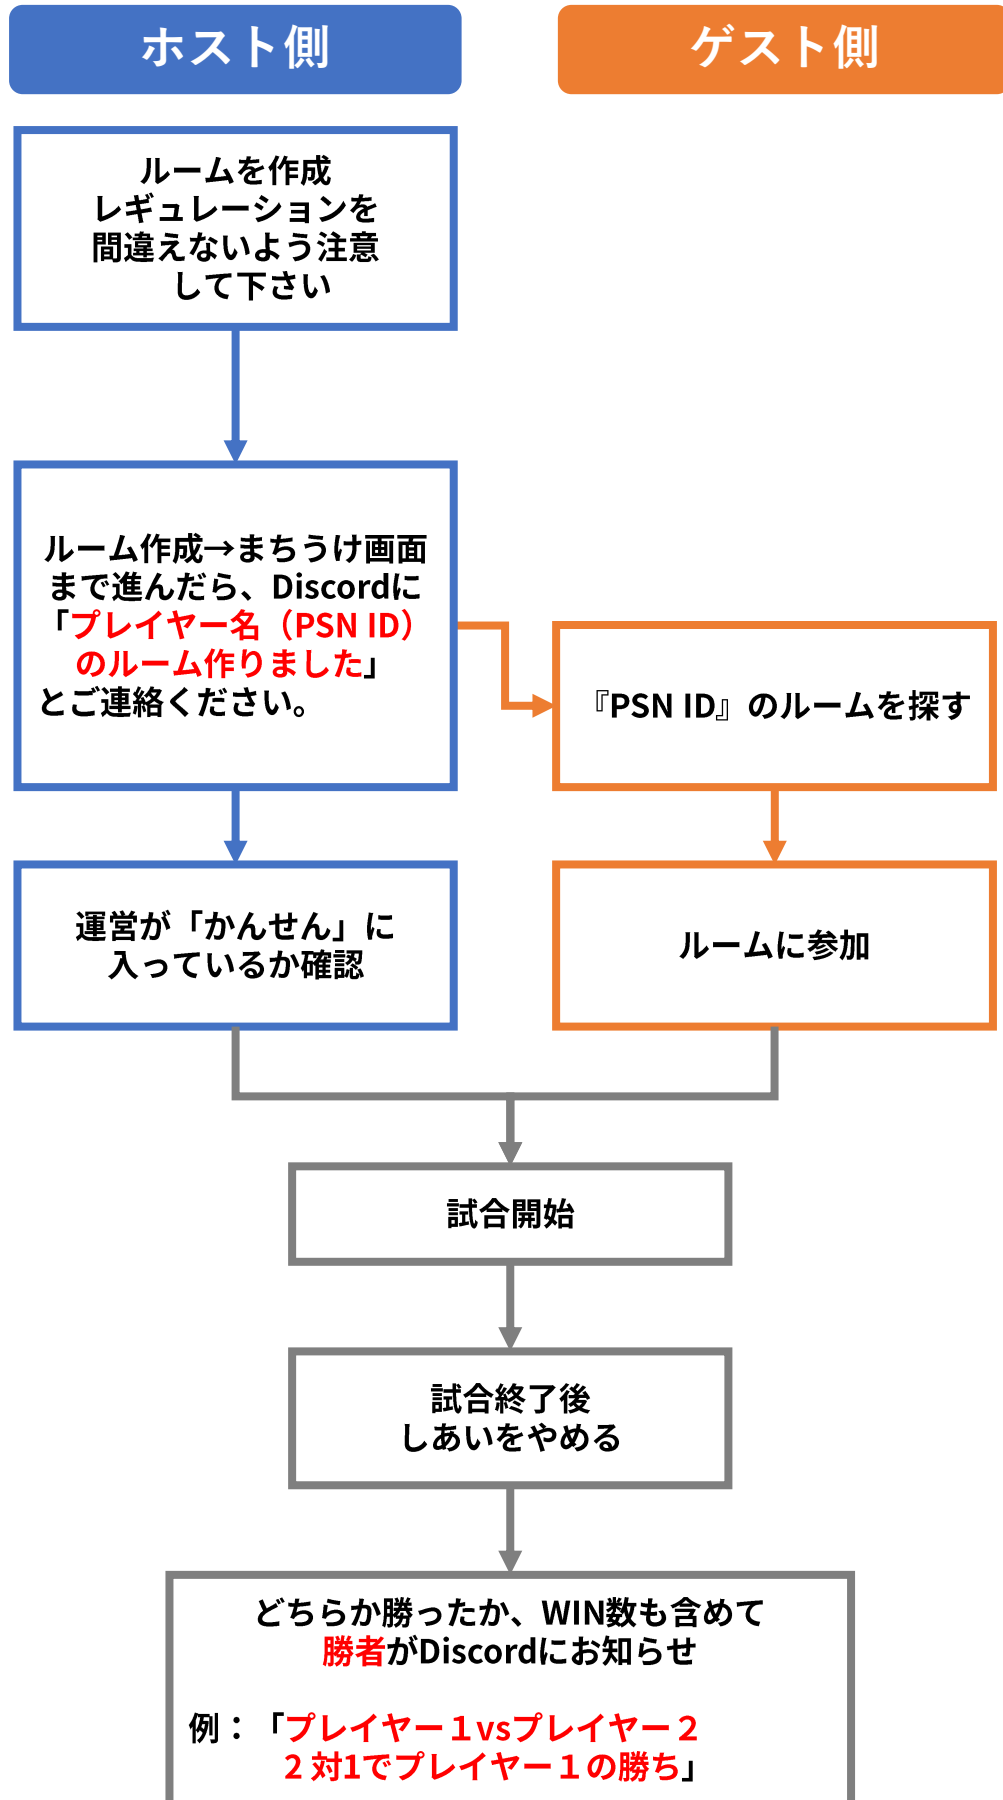 ホスト側
ゲスト側
ルームを作成
レギュレーションを
間違えないよう注意
して下さい
ルーム作成→まちうけ画面
まで進んだら、Discordに
「プレイヤー名（PSN ID）
のルーム作りました」
とご連絡ください。
『PSN ID』のルームを探す
運営が「かんせん」に
入っているか確認
ルームに参加
試合開始
試合終了後
しあいをやめる
どちらか勝ったか、WIN数も含めて
勝者がDiscordにお知らせ
例：「プレイヤー１vsプレイヤー２
２対1でプレイヤー１の勝ち」